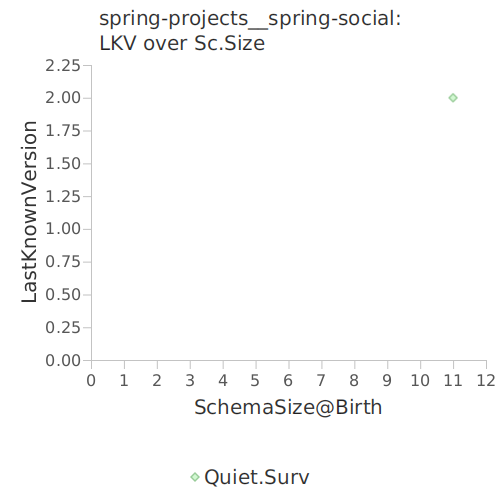 spring-projects__spring-social:
LKV over Sc.Size
2.25
2.00
1.75
1.50
1.25
1.00
0.75
0.50
0.25
0.00
LastKnownVersion
0 1 2 3 4 5 6 7 8 9 10 11 12
SchemaSize@Birth
Quiet.Surv